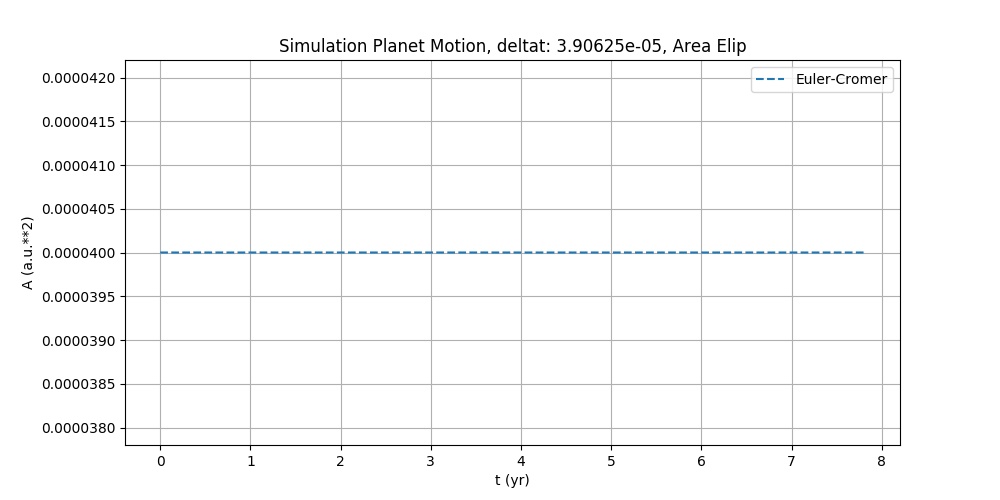 Simulation Planet Motion, deltat: 3.90625e-05, Area Elip
Euler-Cromer
A (a.u.**2)
0.0000420
0.0000415
0.0000410
0.0000405
0.0000400
0.0000395
0.0000390
0.0000385
0.0000380
0 1 2 3 4 5 6 7 8
t (yr)